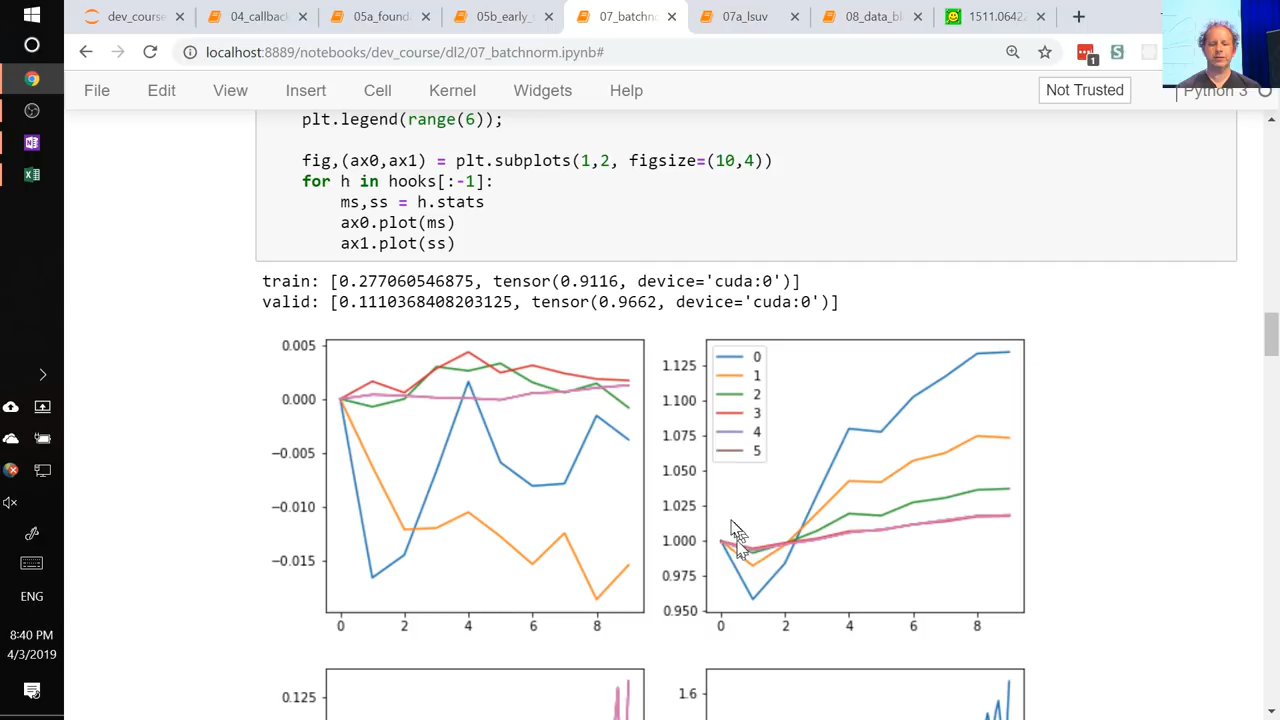 dev_course
04_callback
05a_found
05b_early_
07_batchn
07a_lsuv
08_data_bl
1511.0642
localhost:8889/notebooks/dev_course/dl2/07_batchnorm.ipynb#
1
File Edit View Insert Cell Kernel Widgets Help
Not Trusted
Python 3
plt.legend(range(6));
fig,(ax0,ax1) = plt.subplots(1,2, figsize=(10,4))
for h in hooks[:-1]:
ms,ss = h.stats
ax0.plot(ms)
ax1.plot(ss)
train: [0.277060546875, tensor(0.9116, device='cuda:0')]
valid: [0.1110368408203125, tensor(0.9662, device='cuda:0')]
0.005
0.000
−0.005
−0.010
−0.015
0 2 4 6 8
1.125
1.100
1.075
1.050
1.025
1.000
0.975
0.950
0
1
2
3
4
5
0 2 4 6 8
0.125
1.6
ENG
8:40 PM
4/3/2019